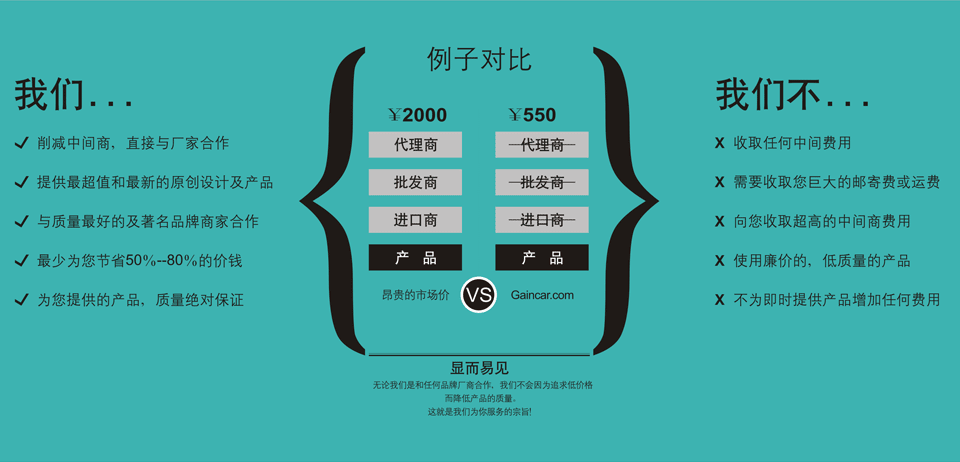 我们...
削减中间商，直接与厂家合作
提供最超值和最新的原创设计及产品
与质量最好的及著名品牌商家合作
最少为您节省50%--80%的价钱
为您提供的产品，质量绝对保证
例子对比
¥2000 ¥550
代理商 代理商
批发商 批发商
进口商 进口商
产 品 产 品
昂贵的市场价 VS Gaincar.com
显而易见
无论我们是和任何品牌厂商合作，我们不会因为追求低价格
而降低产品的质量。
这就是我们为你服务的宗旨!
我们不...
X 收取任何中间费用
X 需要收取您巨大的邮寄费或运费
X 向您收取超高的中间商费用
X 使用廉价的，低质量的产品
X 不为即时提供产品增加任何费用